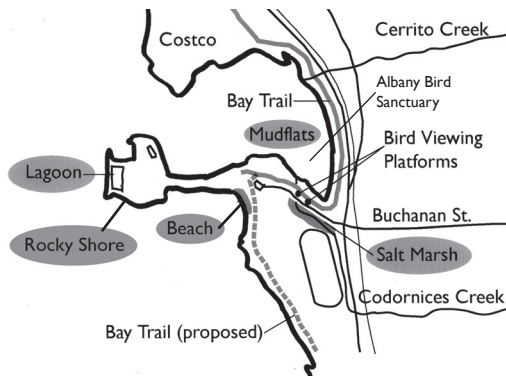 Costco
Cerrito Creek
Albany Bird
Sanctuary
Bay Trail
Mudflats
Bird Viewing
Platforms
Lagoon
Buchanan St.
Beach
Rocky Shore
Salt Marsh
Codornices Creek
Bay Trail (proposed)